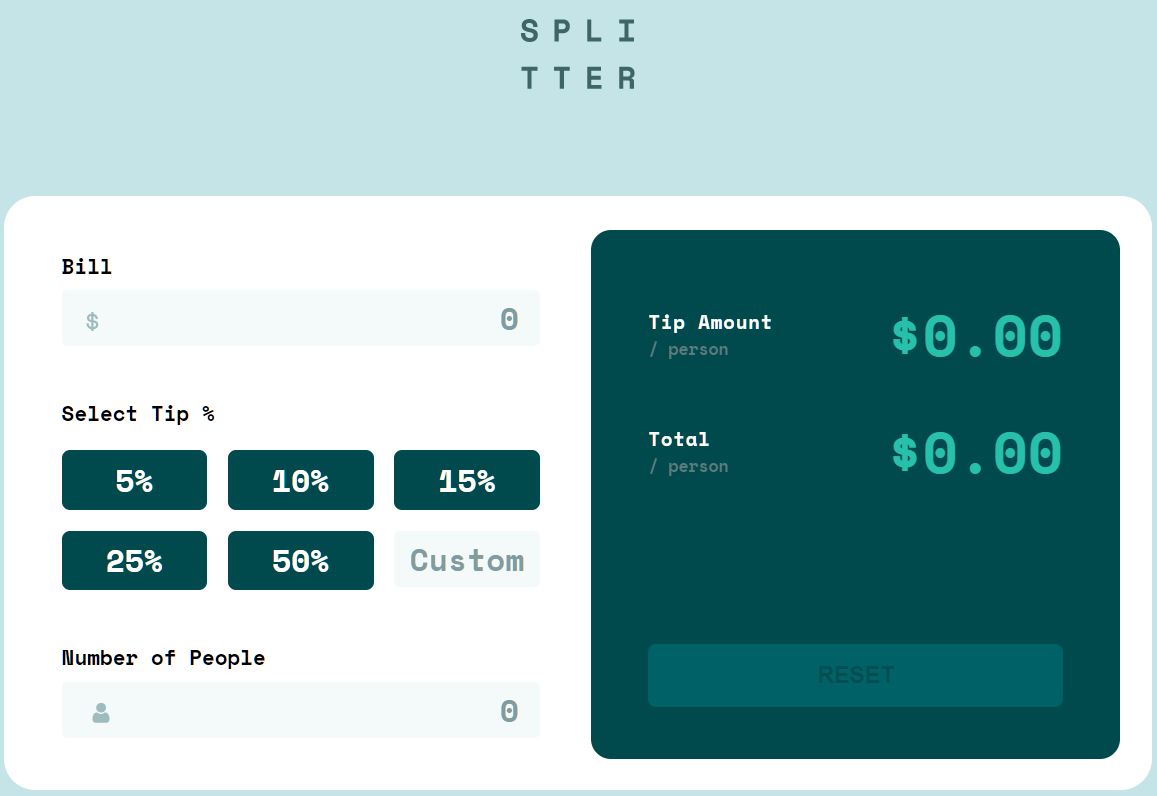 SPLI
TTER
Bill
$ 0
Select Tip %
5% 10% 15%
25% 50% Custom
Number of People
0
Tip Amount
/ person
$0.00
Total
/ person
$0.00
RESET